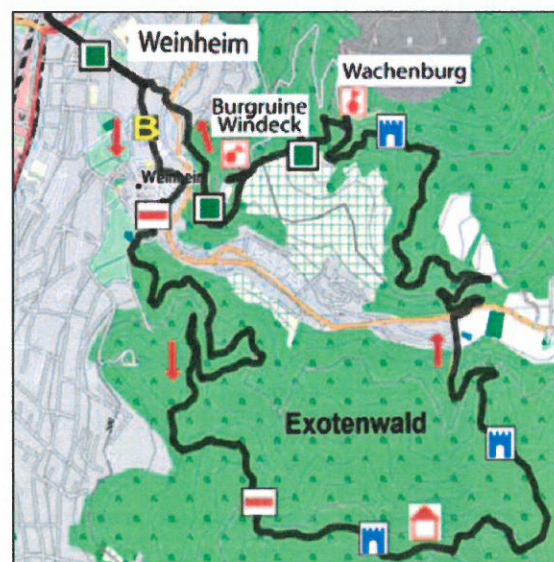 Weinheim
Wachenburg
Burgruine
Windeck
B
Weinheim
Exotenwald